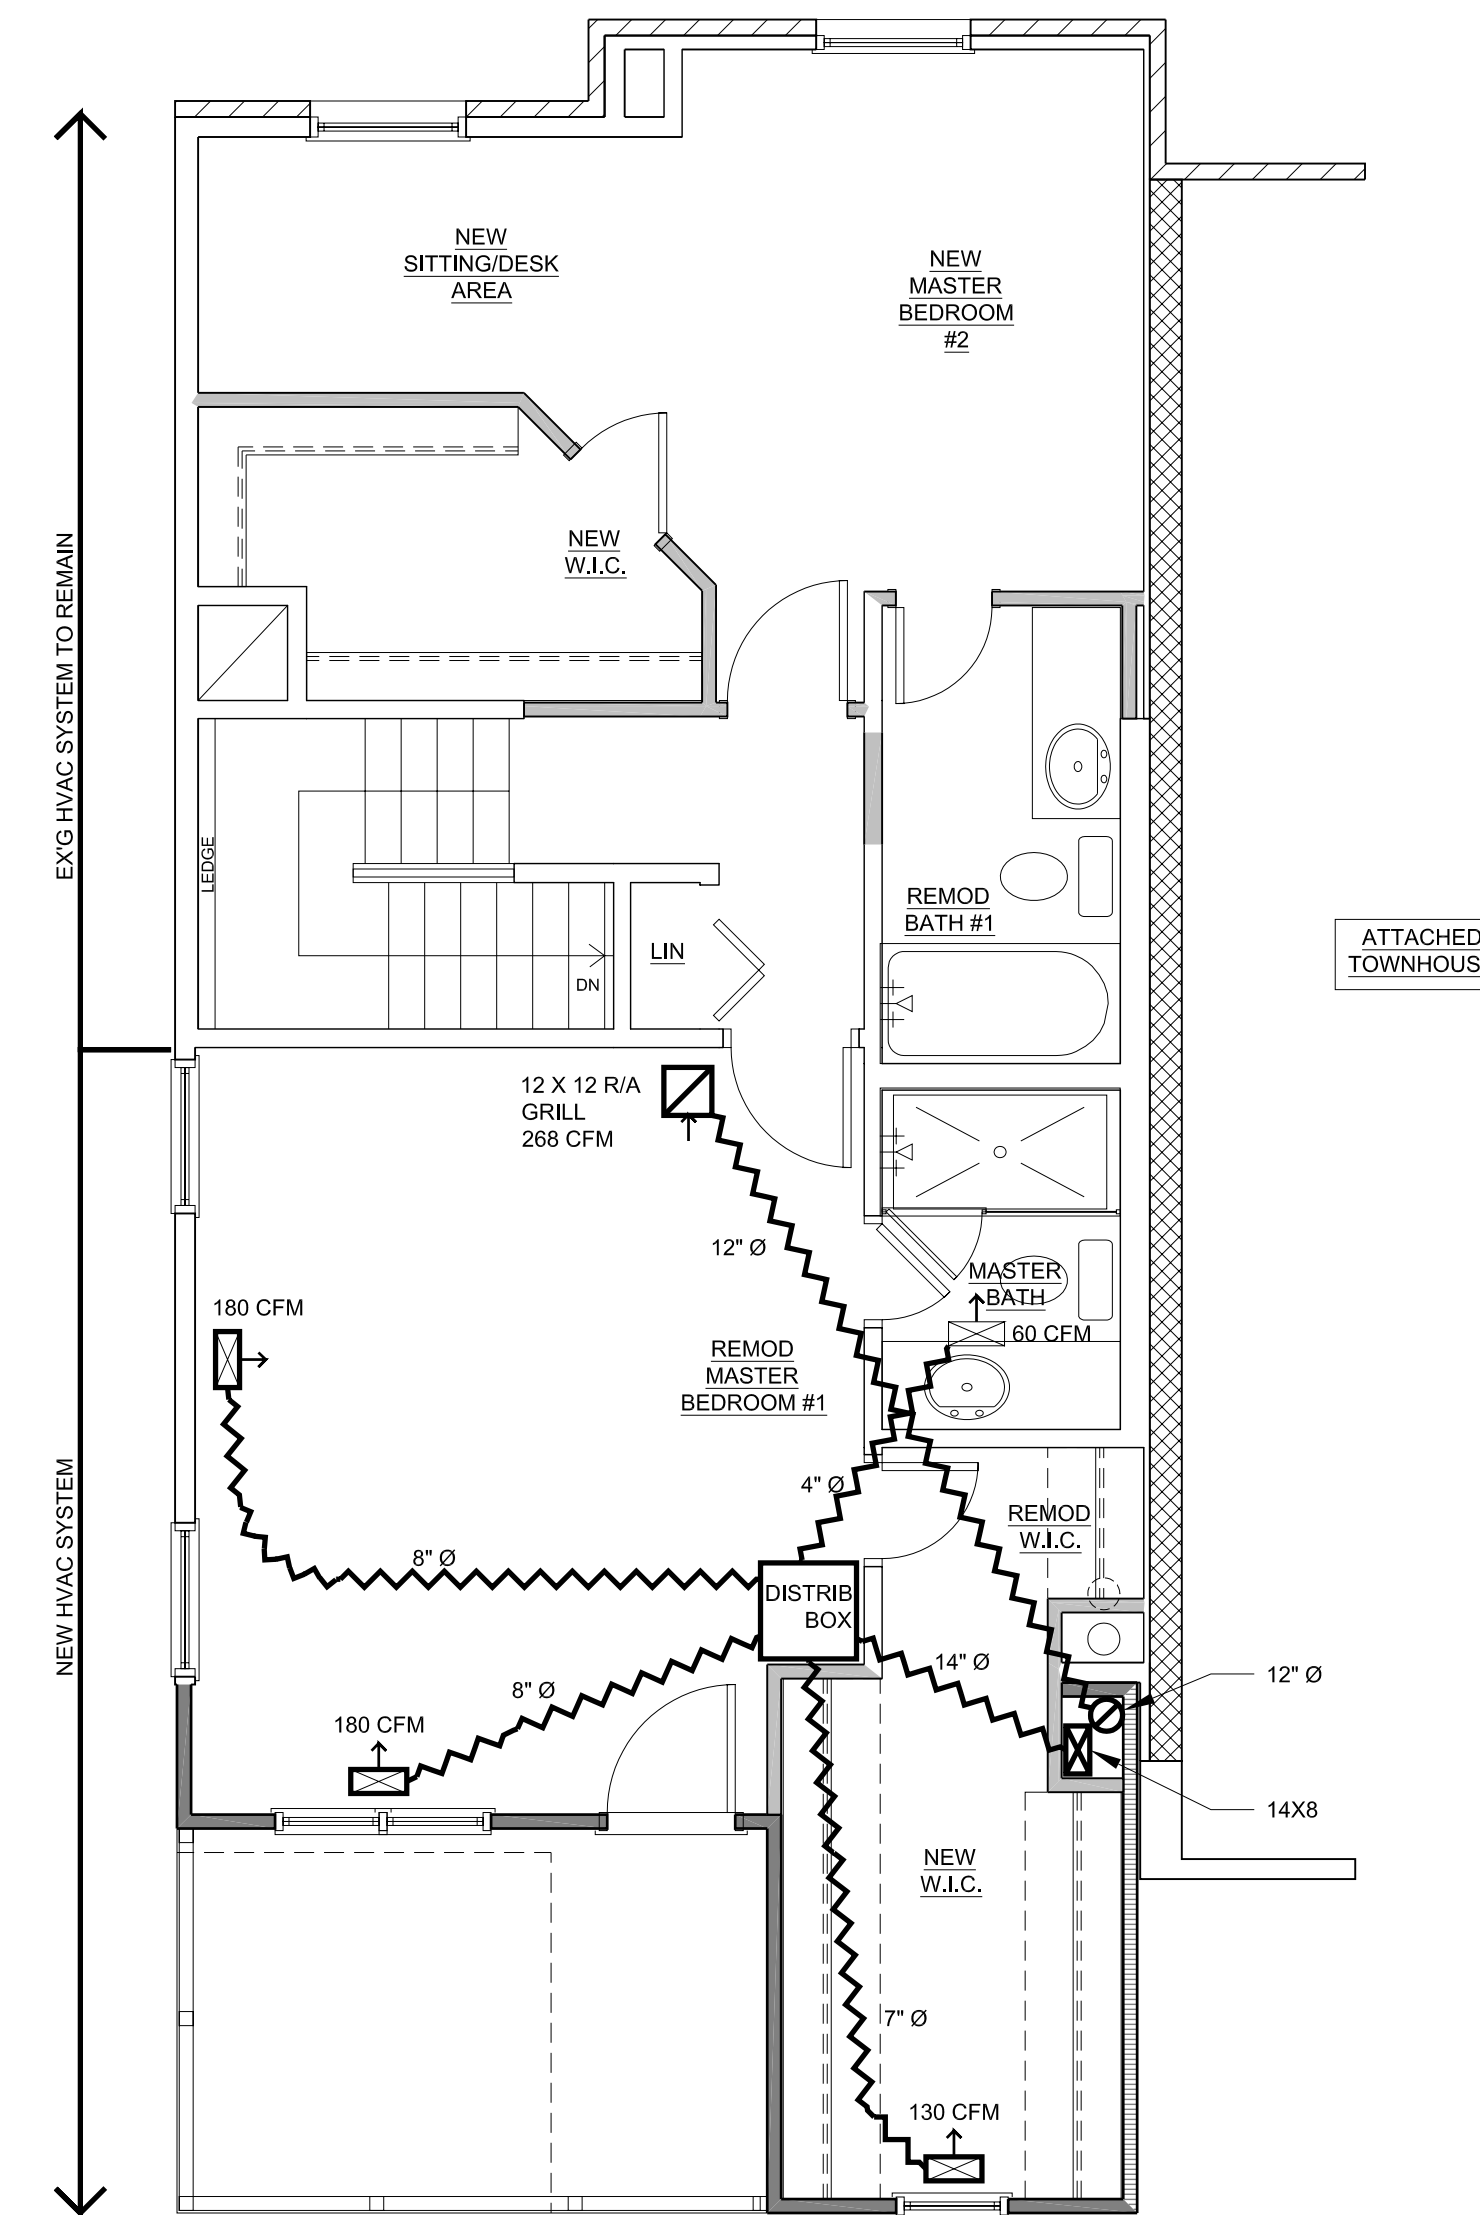 NEW
SITTING/DESK
AREA
NEW
MASTER
BEDROOM
#2
EX'G HVAC SYSTEM TO REMAIN
NEW
W.I.C.
LEDGE
REMOD
BATH #1
LIN
DN
ATTACHED
TOWNHOUS
12 X 12 R/A
GRILL
268 CFM
12" Ø
MASTER
BATH
180 CFM
60 CFM
REMOD
MASTER
BEDROOM #1
NEW HVAC SYSTEM
4" Ø
REMOD
W.I.C.
8" Ø
DISTRIB
BOX
14" Ø
12" Ø
8" Ø
180 CFM
14X8
NEW
W.I.C.
7" Ø
130 CFM